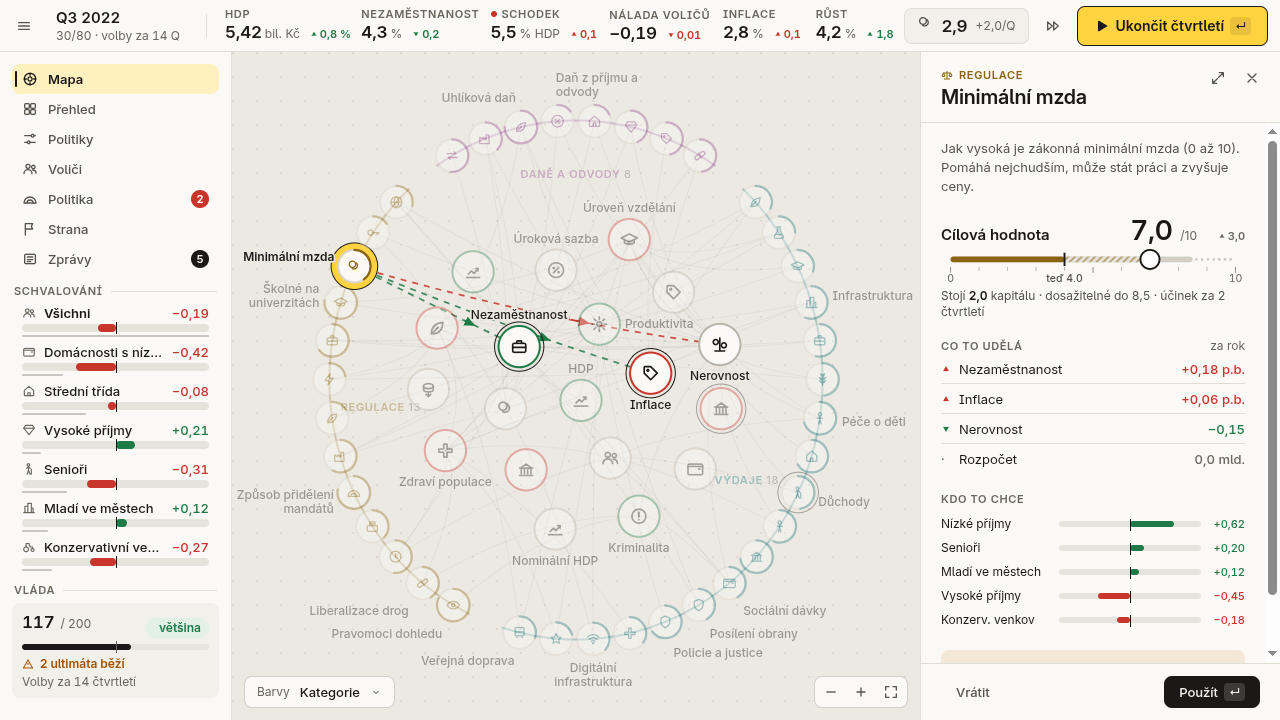 Q3 2022
30/80 · volby za 14 Q
HDP
5,42 bil. Kč 0,8 %
NEZAMĚSTNANOST
4,3 % 0,2
SCHODEK
5,5 % HDP 0,1
NÁLADA VOLIČŮ
−0,19 0,01
INFLACE
2,8 % 0,1
RŮST
4,2 % 1,8
2,9 +2,0/Q
Ukončit čtvrtletí
Mapa
Přehled
Politiky
Voliči
Politika 2
Strana
Zprávy 5
SCHVALOVÁNÍ
Všichni −0,19
Domácnosti s níz… −0,42
Střední třída −0,08
Vysoké příjmy +0,21
Senioři −0,31
Mladí ve městech +0,12
Konzervativní ve… −0,27
VLÁDA
117 / 200
většina
2 ultimáta běží
Volby za 14 čtvrtletí
Daň z příjmu a
odvody
Uhlíková daň
DANĚ A ODVODY 8
Úroveň vzdělání
Úroková sazba
Minimální mzda
Školné na
univerzitách
Infrastruktura
Nezaměstnanost
Produktivita
HDP
Nerovnost
Inflace
REGULACE 13
Péče o děti
Zdraví populace
VÝDAJE 18
Způsob přidělení
mandátů
Důchody
Kriminalita
Nominální HDP
Liberalizace drog
Sociální dávky
Pravomoci dohledu
Posílení obrany
Policie a justice
Veřejná doprava
Digitální
infrastruktura
Barvy Kategorie
REGULACE
Minimální mzda
Jak vysoká je zákonná minimální mzda (0 až 10).
Pomáhá nejchudším, může stát práci a zvyšuje
ceny.
Cílová hodnota 7,0 /10 3,0
0 teď 4.0 10
Stojí 2,0 kapitálu · dosažitelné do 8,5 · účinek za 2
čtvrtletí
CO TO UDĚLÁ za rok
Nezaměstnanost +0,18 p.b.
Inflace +0,06 p.b.
Nerovnost −0,15
Rozpočet 0,0 mld.
KDO TO CHCE
Nízké příjmy +0,62
Senioři +0,20
Mladí ve městech +0,12
Vysoké příjmy −0,45
Konzerv. venkov −0,18
Vrátit
Použít